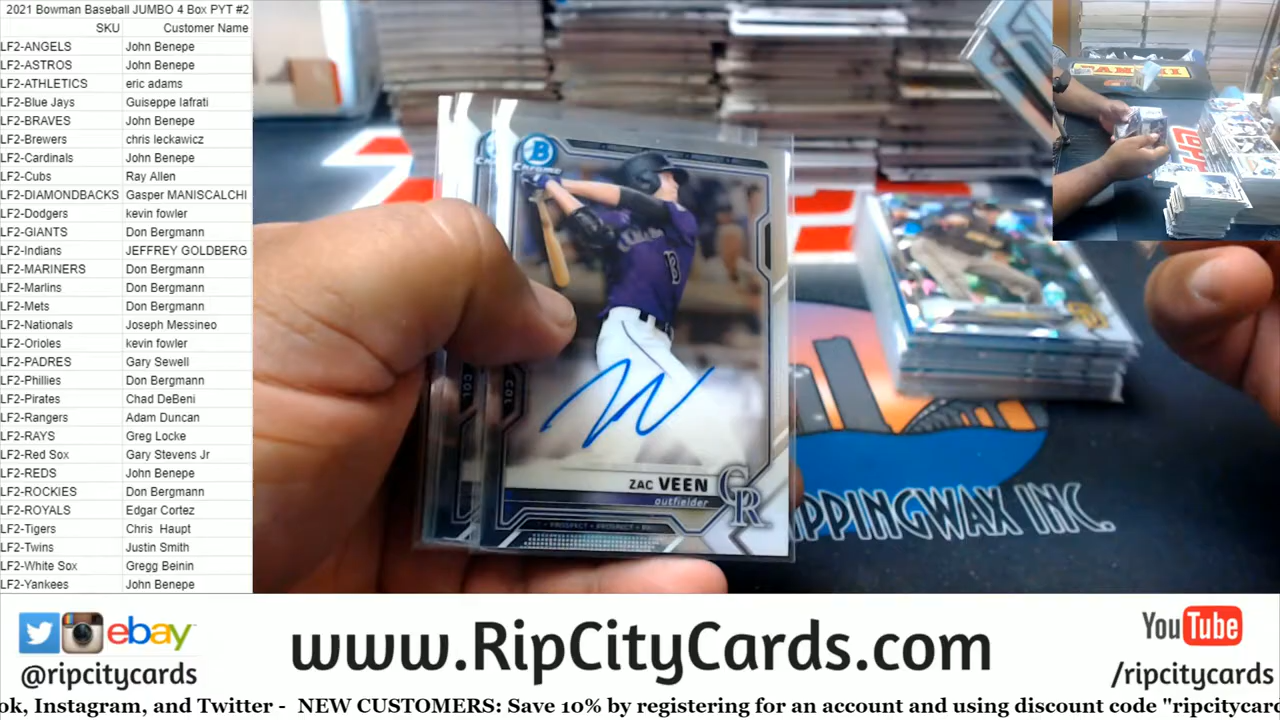 2021 Bowman Baseball JUMBO 4 Box PYT #2
SKU Customer Name
LF2-ANGELS John Benepe
LF2-ASTROS John Benepe
LF2-ATHLETICS eric adams
LF2-Blue Jays Guiseppe Iafrati
LF2-BRAVES John Benepe
LF2-Brewers chris leckawicz
LF2-Cardinals John Benepe
LF2-Cubs Ray Allen
LF2-DIAMONDBACKS Gasper MANISCALCHI
LF2-Dodgers kevin fowler
LF2-GIANTS Don Bergmann
LF2-Indians JEFFREY GOLDBERG
LF2-MARINERS Don Bergmann
LF2-Marlins Don Bergmann
LF2-Mets Don Bergmann
LF2-Nationals Joseph Messineo
LF2-Orioles kevin fowler
LF2-PADRES Gary Sewell
LF2-Phillies Don Bergmann
LF2-Pirates Chad DeBeni
LF2-Rangers Adam Duncan
LF2-RAYS Greg Locke
LF2-Red Sox Gary Stevens Jr
LF2-REDS John Benepe
LF2-ROCKIES Don Bergmann
LF2-ROYALS Edgar Cortez
LF2-Tigers Chris Haupt
LF2-Twins Justin Smith
LF2-White Sox Gregg Beinin
LF2-Yankees John Benepe
B
Chrome
COL
ZAC VEEN
outfielder
CR
PROSPECT • PROSPECT
PANINI
IPPINGWAX INC.
ebay
@ripcitycards
www.RipCityCards.com
YouTube
/ripcitycards
ok, Instagram, and Twitter - NEW CUSTOMERS: Save 10% by registering for an account and using discount code "ripcitycard